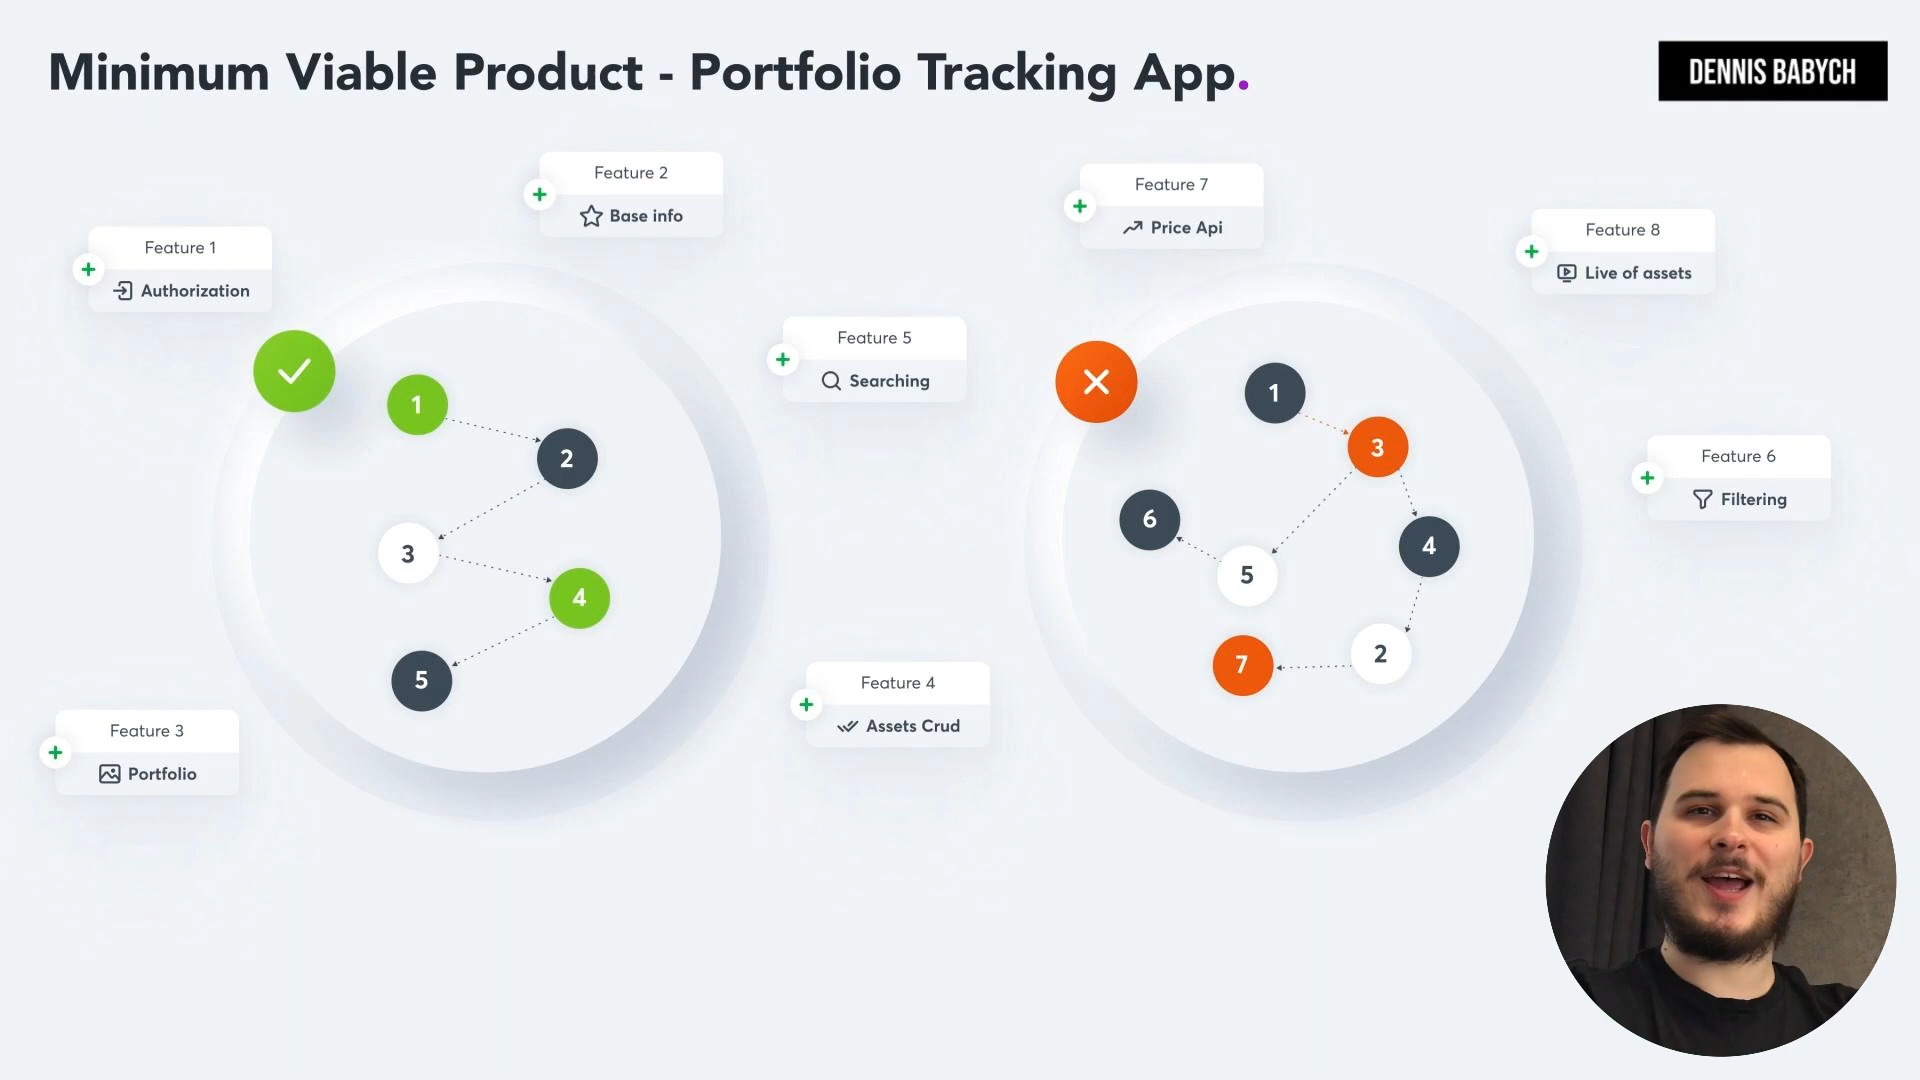 Minimum Viable Product - Portfolio Tracking App.
DENNIS BABYCH
Feature 1
Authorization
Feature 2
Base info
Feature 7
Price Api
Feature 8
Live of assets
Feature 5
Searching
Feature 6
Filtering
Feature 4
Assets Crud
Feature 3
Portfolio
1
2
3
4
5
1
3
6
4
5
2
7